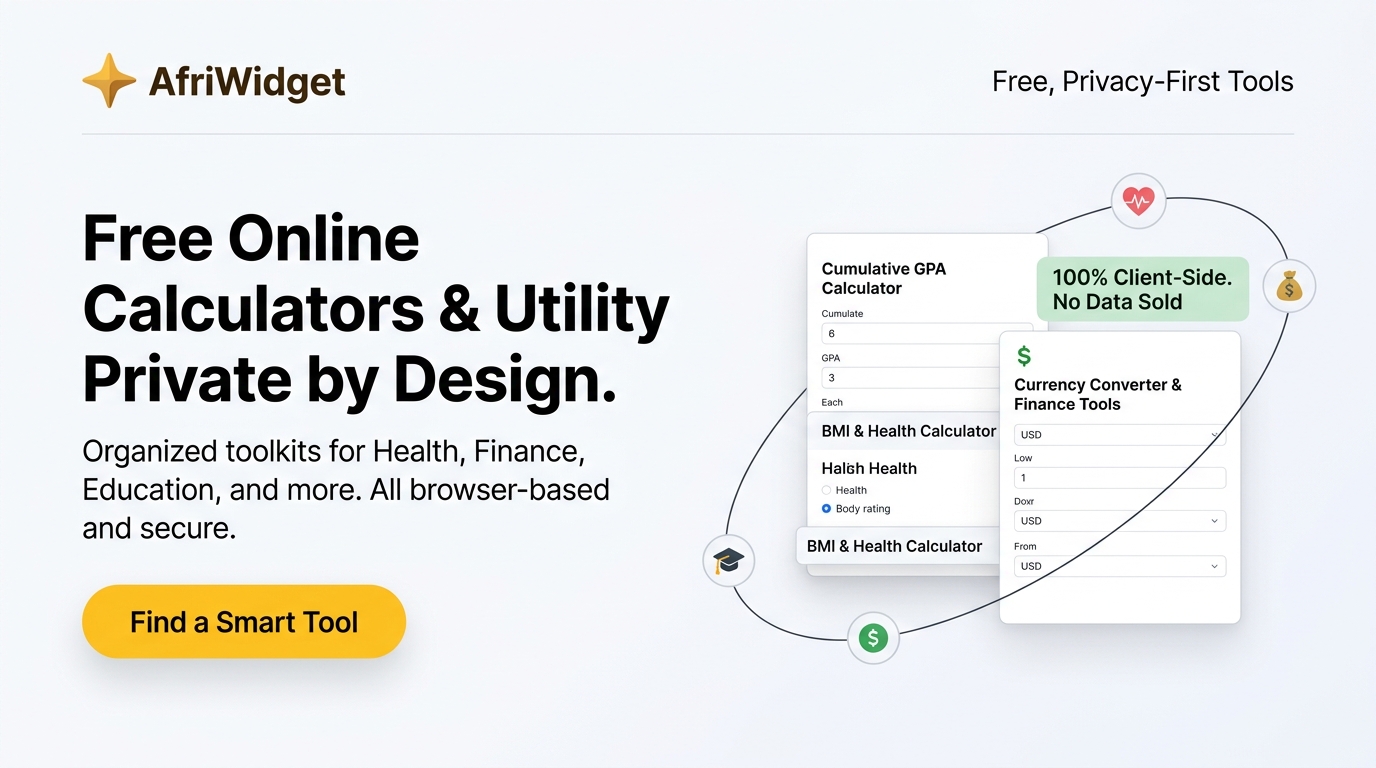 AfriWidget
Free, Privacy-First Tools
Free Online
Calculators & Utility
Private by Design.
Organized toolkits for Health, Finance,
Education, and more. All browser-based
and secure.
Find a Smart Tool
Cumulative GPA
Calculator
Cumulate
6
GPA
3
Each
BMI & Health Calculator
Health
Health
Body rating
BMI & Health Calculator
100% Client-Side.
No Data Sold
$
Currency Converter &
Finance Tools
USD
Low
1
Doxr
USD
From
USD
$
$